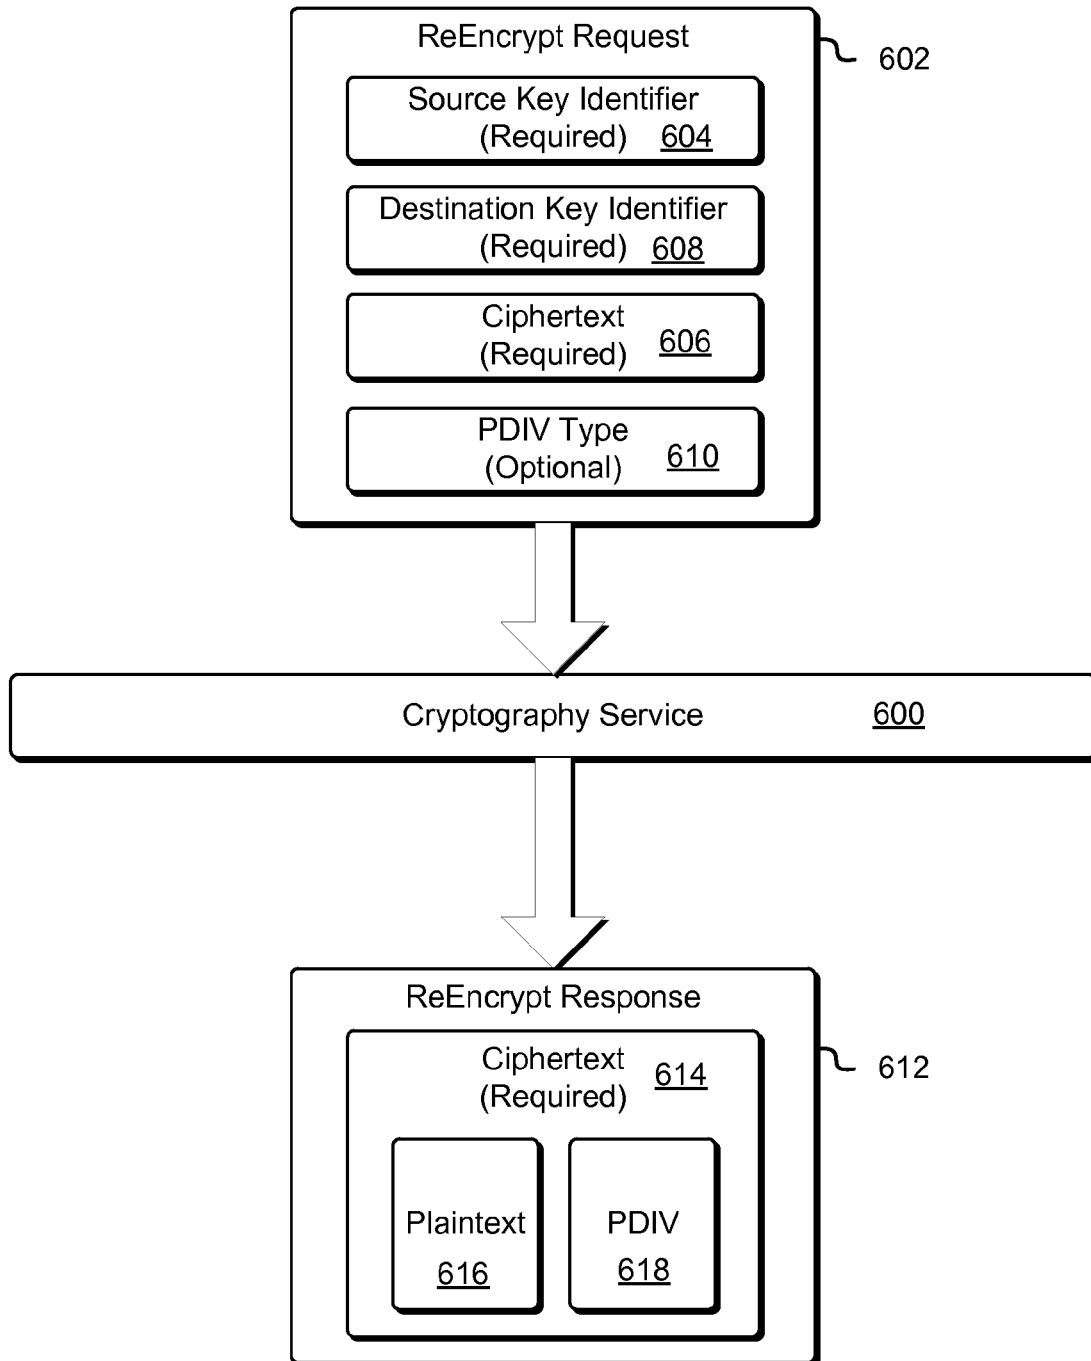 ReEncrypt Request
602
Source Key Identifier
(Required) 604
Destination Key Identifier
(Required) 608
Ciphertext
(Required) 606
PDIV Type
(Optional) 610
Cryptography Service 600
ReEncrypt Response
612
Ciphertext
(Required) 614
Plaintext
616
PDIV
618